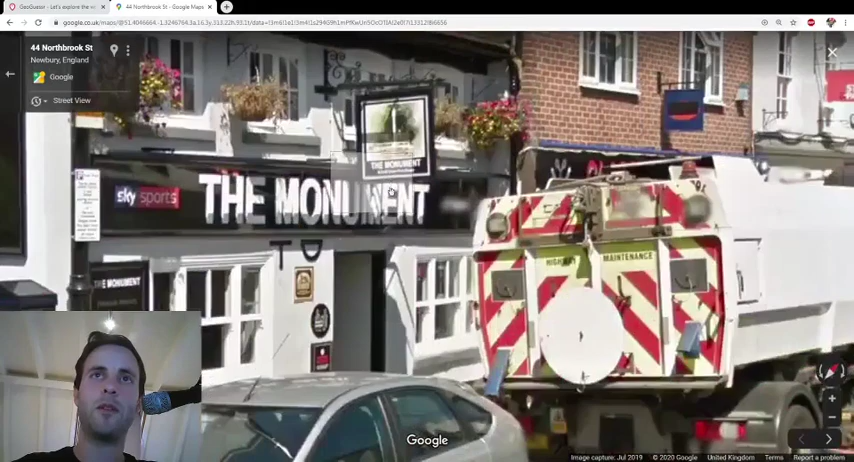 GeoGuessr - Let's explore the w
44 Northbrook St - Google Maps
44 Northbrook St
Newbury, England
Google
Street View
THE MONUMENT
sky sports
THE MONUMENT
THE MONUMENT
HIGHWAY MAINTENANCE
Google
Image capture: Jul 2019 © 2020 Google United Kingdom Terms Report a problem